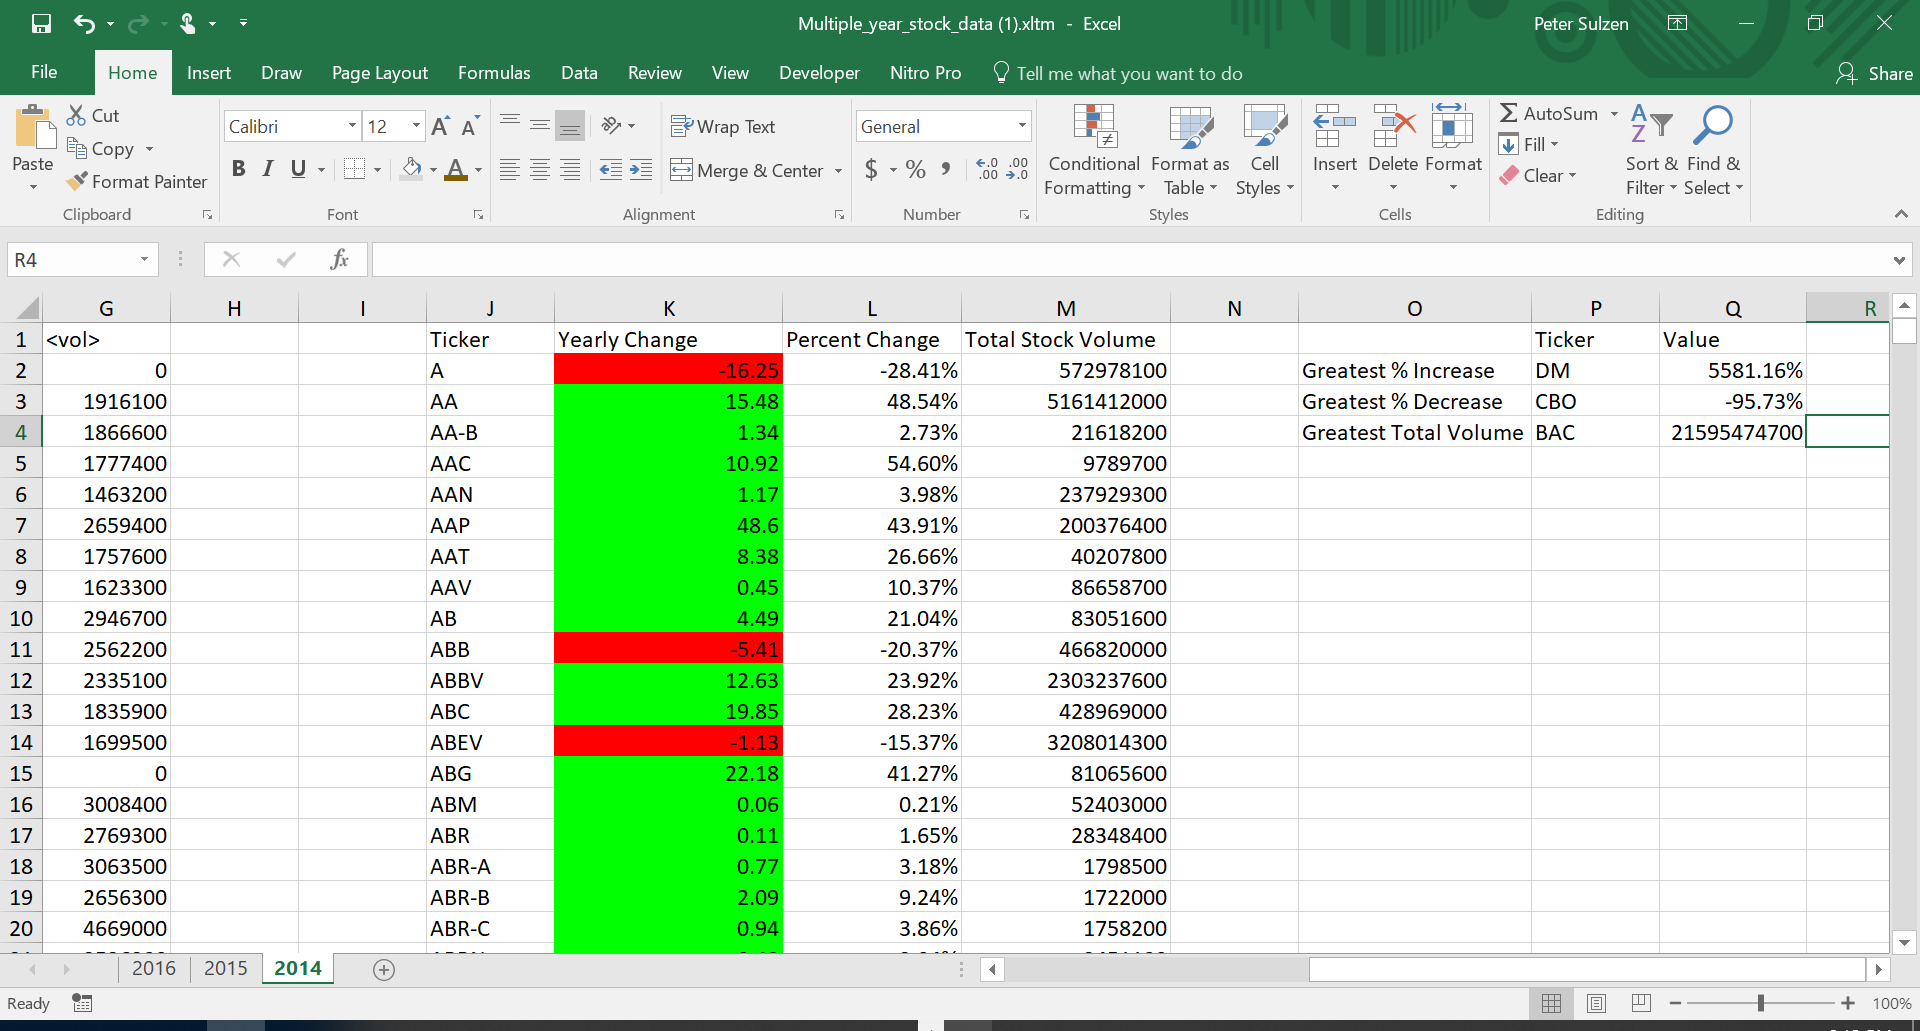 Multiple_year_stock_data (1).xltm - Excel
Peter Sulzen
File Home Insert Draw Page Layout Formulas Data Review View Developer Nitro Pro Tell me what you want to do Share
Paste
Cut
Copy
Format Painter
Clipboard
Calibri 12
B I U
Font
Wrap Text
Merge & Center
Alignment
General
$ % ,
Number
Conditional Formatting
Format as Table
Cell Styles
Styles
Insert Delete Format
Cells
AutoSum
Fill
Clear
Sort & Filter
Find & Select
Editing
R4 fx
G H I J K L M N O P Q R
1 <vol> Ticker Yearly Change Percent Change Total Stock Volume Ticker Value
2 0 A -16.25 -28.41% 572978100 Greatest % Increase DM 5581.16%
3 1916100 AA 15.48 48.54% 5161412000 Greatest % Decrease CBO -95.73%
4 1866600 AA-B 1.34 2.73% 21618200 Greatest Total Volume BAC 21595474700
5 1777400 AAC 10.92 54.60% 9789700
6 1463200 AAN 1.17 3.98% 237929300
7 2659400 AAP 48.6 43.91% 200376400
8 1757600 AAT 8.38 26.66% 40207800
9 1623300 AAV 0.45 10.37% 86658700
10 2946700 AB 4.49 21.04% 83051600
11 2562200 ABB -5.41 -20.37% 466820000
12 2335100 ABBV 12.63 23.92% 2303237600
13 1835900 ABC 19.85 28.23% 428969000
14 1699500 ABEV -1.13 -15.37% 3208014300
15 0 ABG 22.18 41.27% 81065600
16 3008400 ABM 0.06 0.21% 52403000
17 2769300 ABR 0.11 1.65% 28348400
18 3063500 ABR-A 0.77 3.18% 1798500
19 2656300 ABR-B 2.09 9.24% 1722000
20 4669000 ABR-C 0.94 3.86% 1758200
2016 2015 2014
Ready 100%